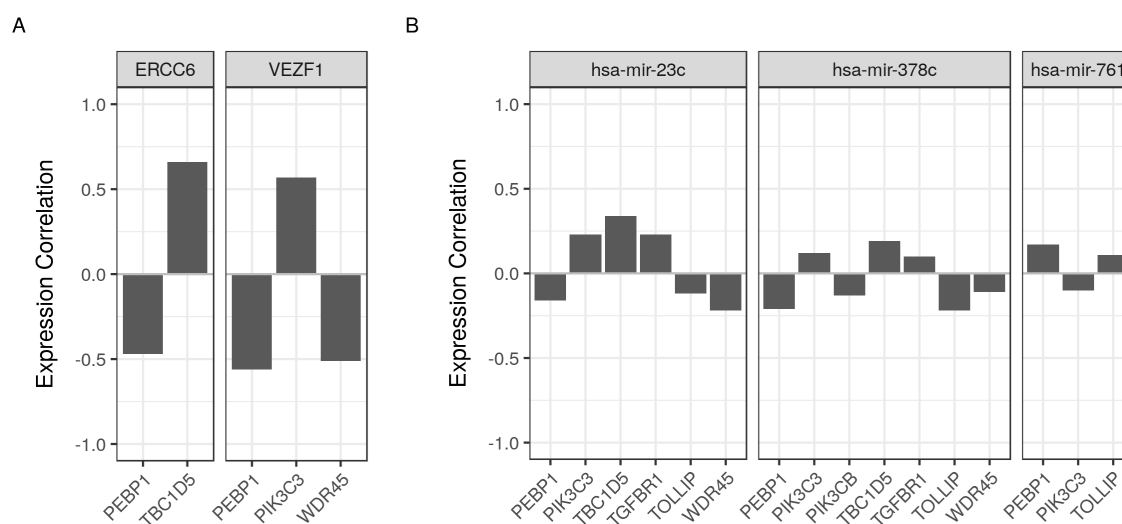 A
B
ERCC6
VEZF1
hsa-mir-23c
hsa-mir-378c
hsa-mir-761
Expression Correlation
1.0
0.5
0.0
-0.5
-1.0
PEBP1
TBC1D5
PEBP1
PIK3C3
WDR45
Expression Correlation
1.0
0.5
0.0
-0.5
-1.0
PEBP1
PIK3C3
TBC1D5
TGFBR1
TOLLIP
WDR45
PEBP1
PIK3C3
PIK3CB
TBC1D5
TGFBR1
TOLLIP
WDR45
PEBP1
PIK3C3
TOLLIP